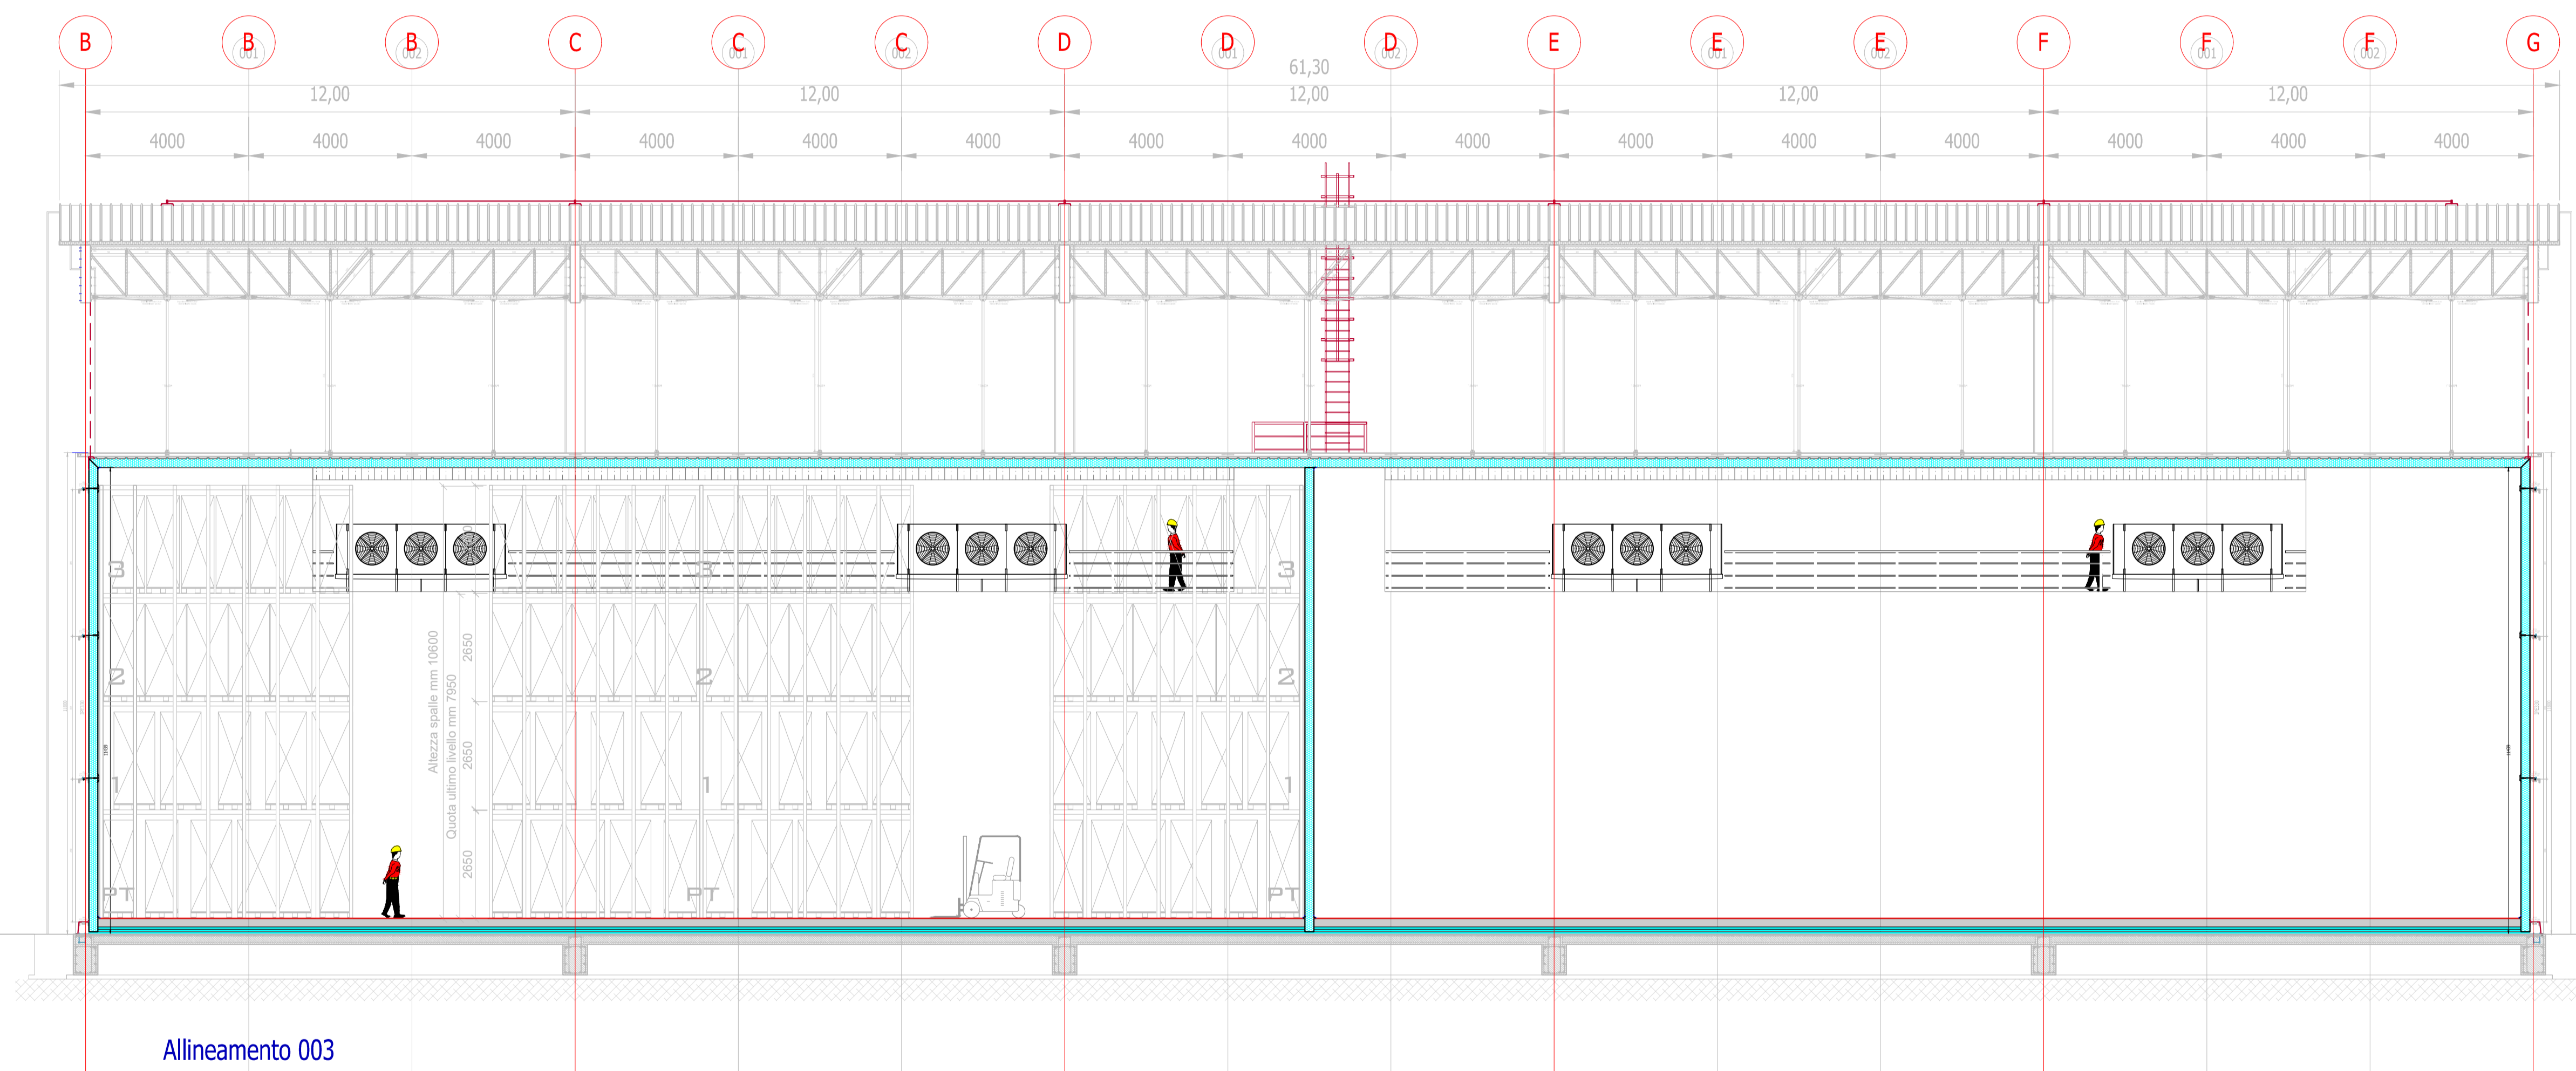 B B 001 B 002 C C 001 C 002 D D 001 D 002 E E 001 E 002 F F 001 F 002 G
61,30
12,00 12,00 12,00 12,00 12,00
4000 4000 4000 4000 4000 4000 4000 4000 4000 4000 4000 4000 4000 4000 4000
3 3 3
2 2 2
1 1 1
PT PT PT
Altezza spalle mm 10600
Quota ultimo livello mm 7950
2650
2650
2650
Allineamento 003